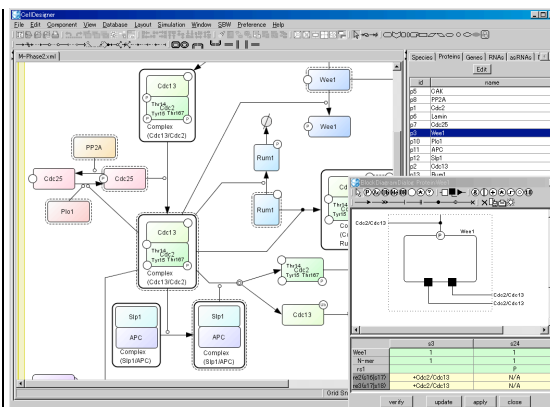 CellDesigner
File Edit Component View Database Layout Simulation Window SBW Preference Help
M-Phase2.xml
Cdc13
Thr14
Cdc2
Tyr15 Thr167
Complex
(Cdc13/Cdc2)
Wee1
P
Wee1
PP2A
Rum1
Cdc25
P
Cdc25
Plo1
P
Rum1
Cdc13
Thr14
Cdc2
Tyr15 Thr167
Complex
(Cdc13/Cdc2)
Thr14
Cdc2
Tyr15 Thr167
Cdc13
Slp1
APC
Complex
(Slp1/APC)
Slp1
APC
Complex
(Slp1/APC)
Grid Sn
Species Proteins Genes RNAs asRNAs
Edit
id name
p5 CAK
p8 PP2A
p1 Cdc2
p6 Lamin
p7 Cdc25
p3 Wee1
p10 Plo1
p11 APC
p12 Slp1
p2 Cdc13
p13 Rum1
Cdc2/Cdc13
P
Wee1
Cdc2/Cdc13
Cdc2/Cdc13
s3 s24
Wee1 1 1
N-mer 1 1
rs1 P
+Cdc2/Cdc13 N/A
+Cdc2/Cdc13 N/A
verify update apply close